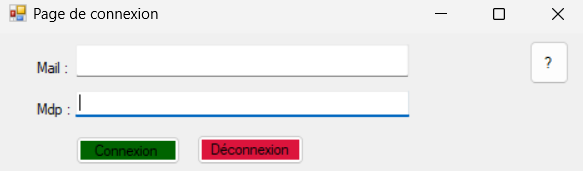 Page de connexion
Mail :
?
Mdp :
Connexion Déconnexion